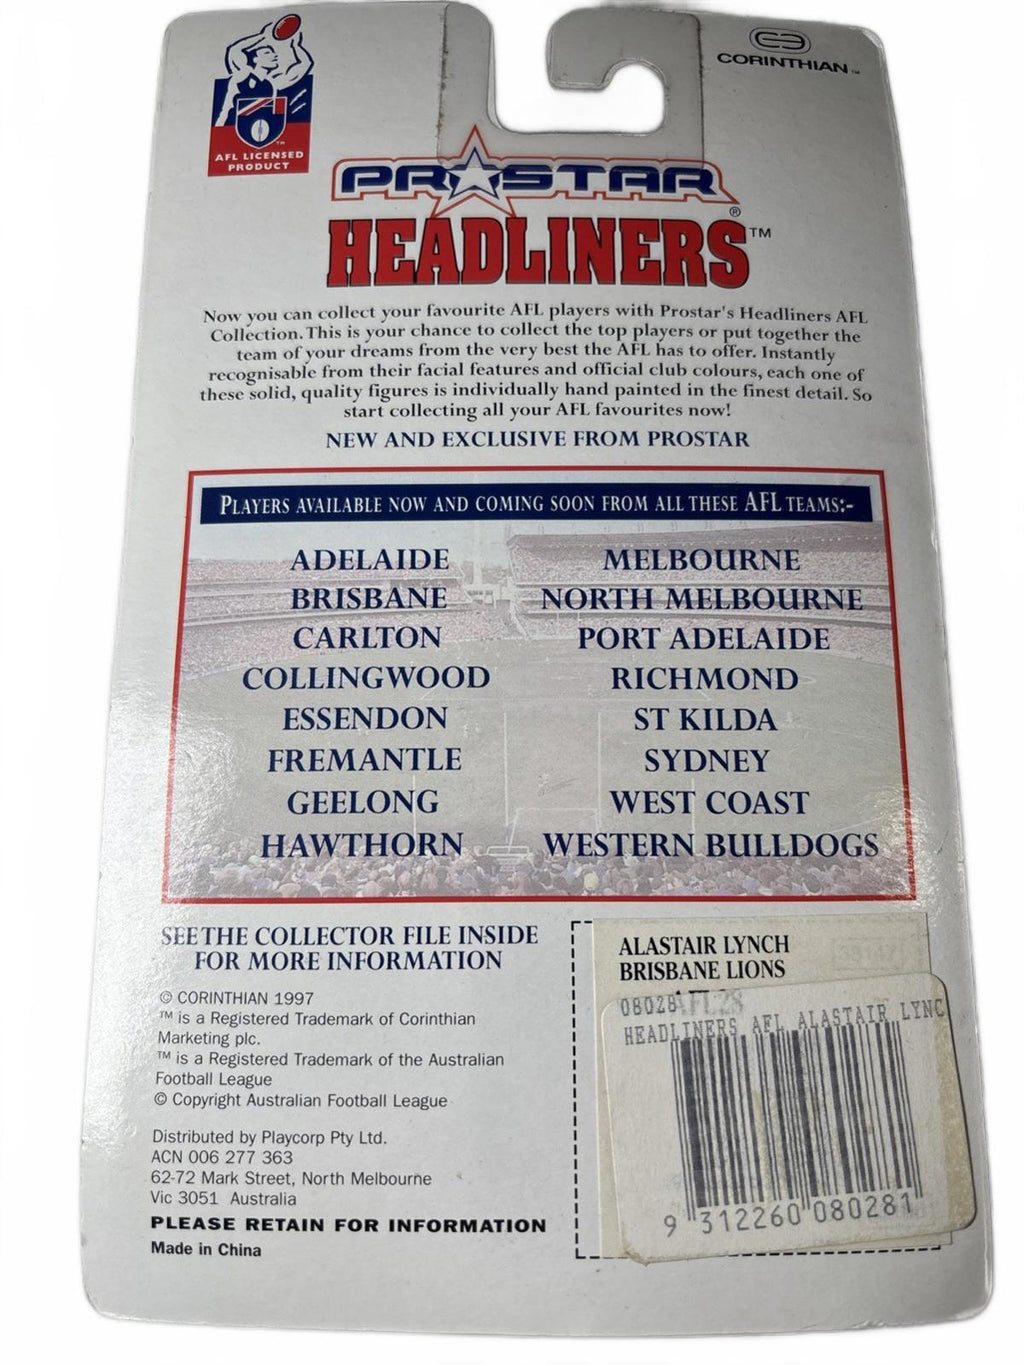 CORINTHIAN™
AFL LICENSED
PRODUCT
PROSTAR®
HEADLINERS™
Now you can collect your favourite AFL players with Prostar's Headliners AFL
Collection. This is your chance to collect the top players or put together the
team of your dreams from the very best the AFL has to offer. Instantly
recognisable from their facial features and official club colours, each one of
these solid, quality figures is individually hand painted in the finest detail. So
start collecting all your AFL favourites now!
NEW AND EXCLUSIVE FROM PROSTAR
PLAYERS AVAILABLE NOW AND COMING SOON FROM ALL THESE AFL TEAMS:-
ADELAIDE
BRISBANE
CARLTON
COLLINGWOOD
ESSENDON
FREMANTLE
GEELONG
HAWTHORN
MELBOURNE
NORTH MELBOURNE
PORT ADELAIDE
RICHMOND
ST KILDA
SYDNEY
WEST COAST
WESTERN BULLDOGS
SEE THE COLLECTOR FILE INSIDE
FOR MORE INFORMATION
© CORINTHIAN 1997
™ is a Registered Trademark of Corinthian
Marketing plc.
™ is a Registered Trademark of the Australian
Football League
© Copyright Australian Football League
Distributed by Playcorp Pty Ltd.
ACN 006 277 363
62-72 Mark Street, North Melbourne
Vic 3051 Australia
PLEASE RETAIN FOR INFORMATION
Made in China
ALASTAIR LYNCH
BRISBANE LIONS
08028 AFL28
HEADLINERS AFL ALASTAIR LYNC
9 312260 080281